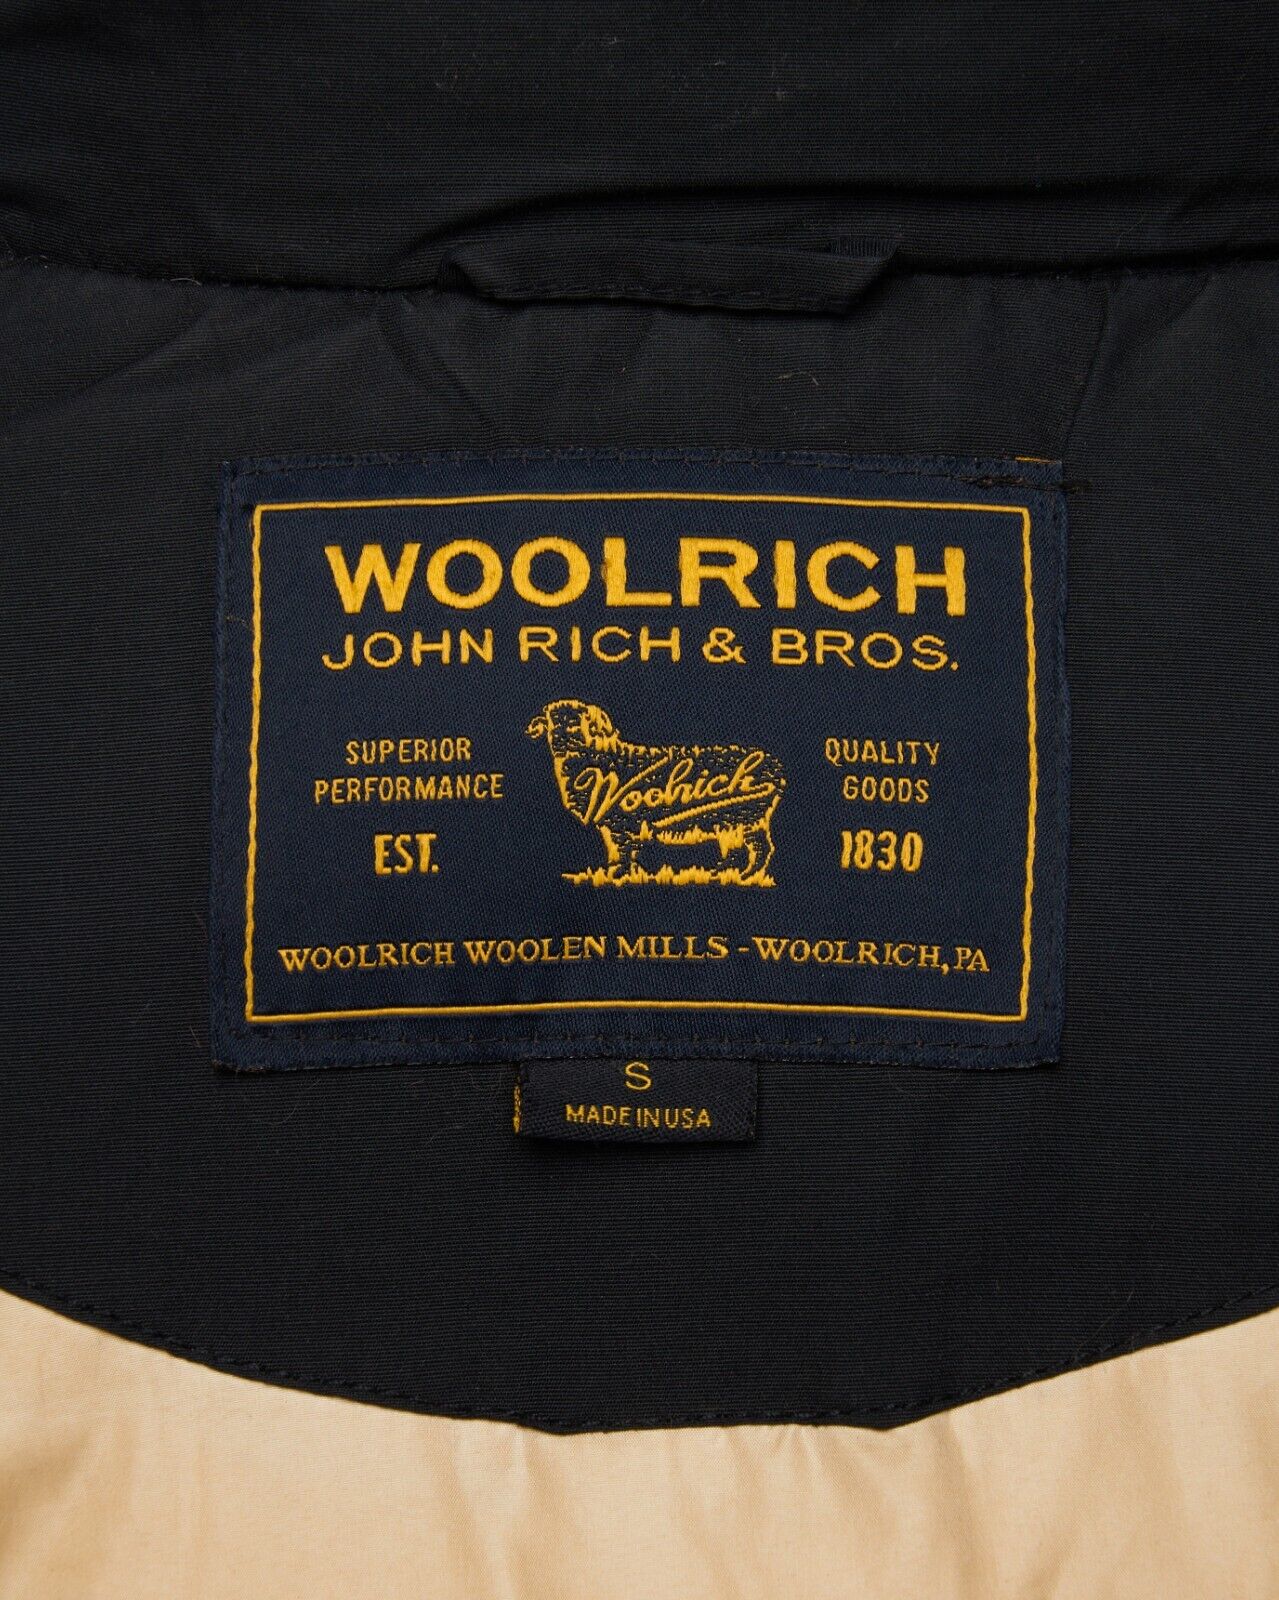 WOOLRICH
JOHN RICH & BROS.
SUPERIOR
PERFORMANCE
EST.
Woolrich
QUALITY
GOODS
1830
WOOLRICH WOOLEN MILLS - WOOLRICH, PA
S
MADE IN USA